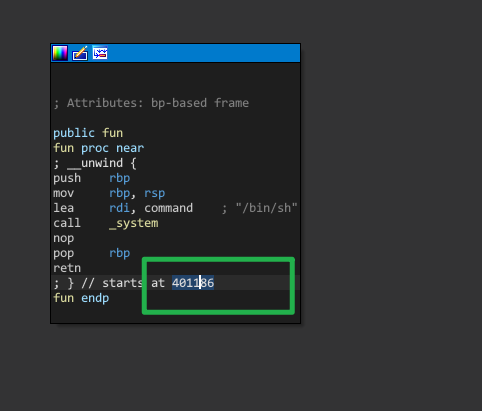 ; Attributes: bp-based frame
public fun
fun proc near
; __unwind {
push rbp
mov rbp, rsp
lea rdi, command ; "/bin/sh"
call _system
nop
pop rbp
retn
; } // starts at 401186
fun endp